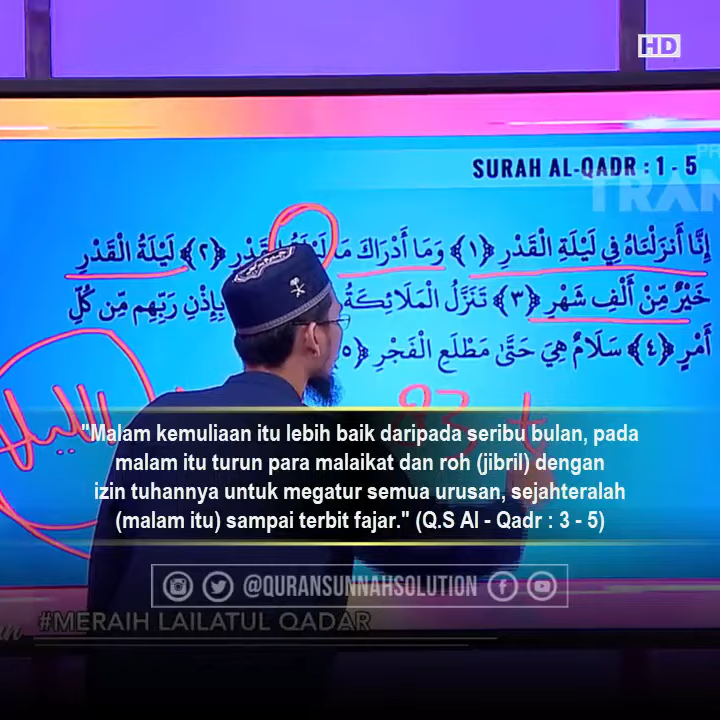 HD
SURAH AL-QADR : 1 - 5
TRAN
إِنَّا أَنزَلْنَاهُ فِي لَيْلَةِ الْقَدْرِ ﴿١﴾ وَمَا أَدْرَاكَ مَا لَيْلَةُ الْقَدْرِ ﴿٢﴾ لَيْلَةُ الْقَدْرِ
خَيْرٌ مِّنْ أَلْفِ شَهْرٍ ﴿٣﴾ تَنَزَّلُ الْمَلَائِكَةُ بِإِذْنِ رَبِّهِم مِّن كُلِّ
أَمْرٍ ﴿٤﴾ سَلَامٌ هِيَ حَتَّىٰ مَطْلَعِ الْفَجْرِ ﴿٥
"Malam kemuliaan itu lebih baik daripada seribu bulan, pada
malam itu turun para malaikat dan roh (jibril) dengan
izin tuhannya untuk megatur semua urusan, sejahteralah
(malam itu) sampai terbit fajar." (Q.S Al - Qadr : 3 - 5)
@QURANSUNNAHSOLUTION
#MERAIH LAILATUL QADAR